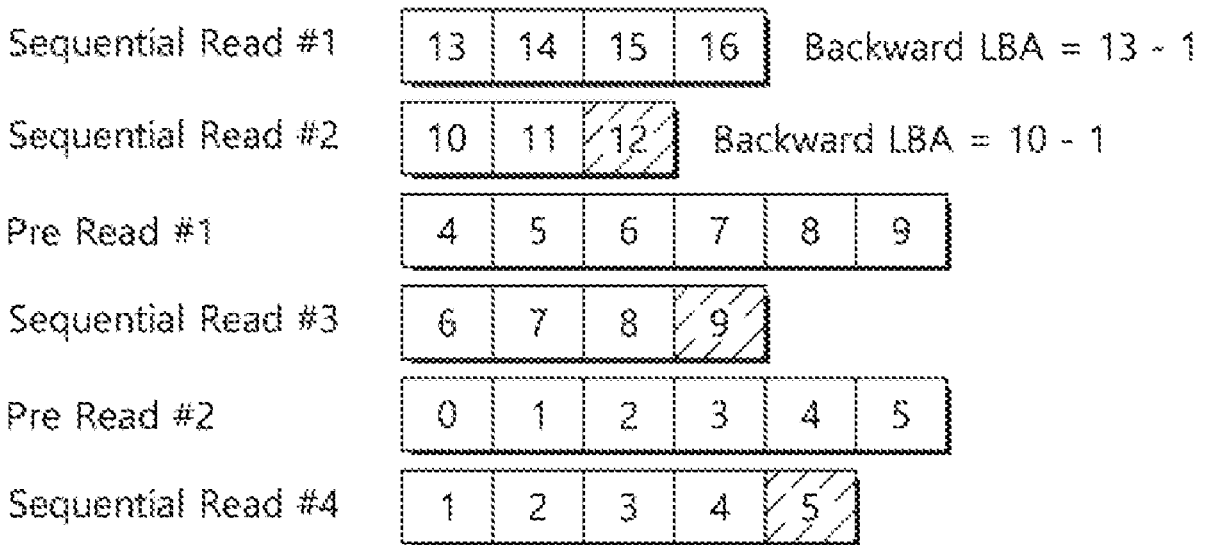 Sequential Read #1 13 14 15 16 Backward LBA = 13 - 1
Sequential Read #2 10 11 12 Backward LBA = 10 - 1
Pre Read #1 4 5 6 7 8 9
Sequential Read #3 6 7 8 9
Pre Read #2 0 1 2 3 4 5
Sequential Read #4 1 2 3 4 5